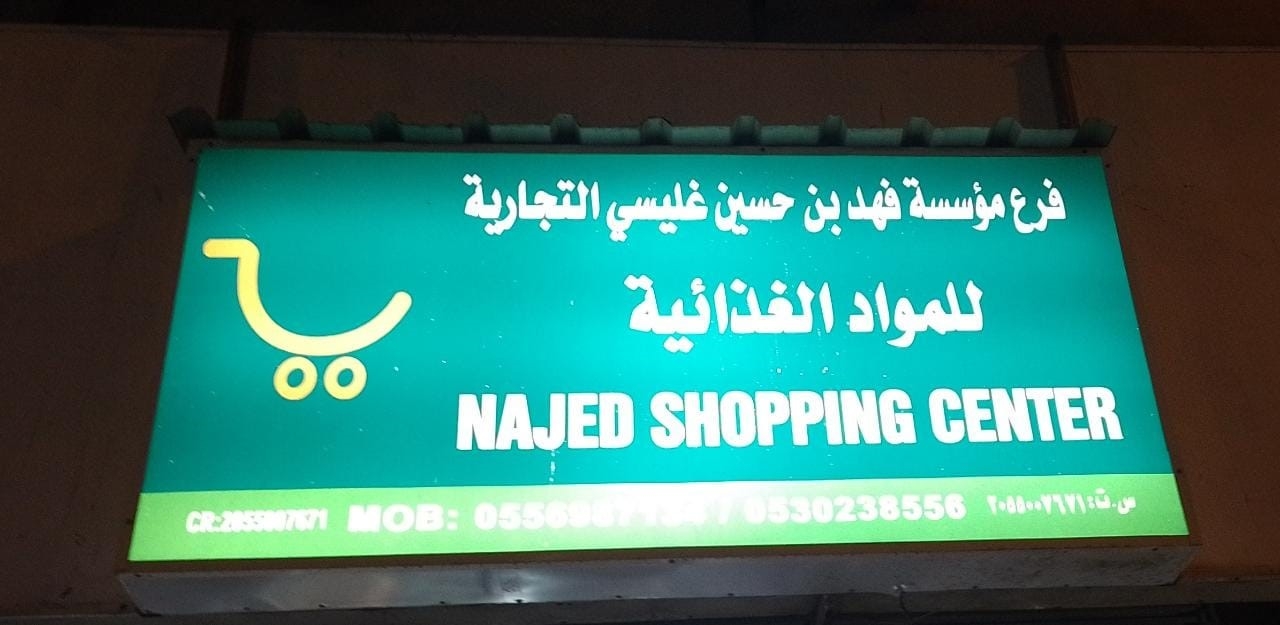 فرع مؤسسة فهد بن حسين غليسي التجارية
للمواد الغذائية
NAJED SHOPPING CENTER
CR:2055007671 MOB: / 0530238556 س.ت: ٢٠٥٥٠٠٧٦٧١